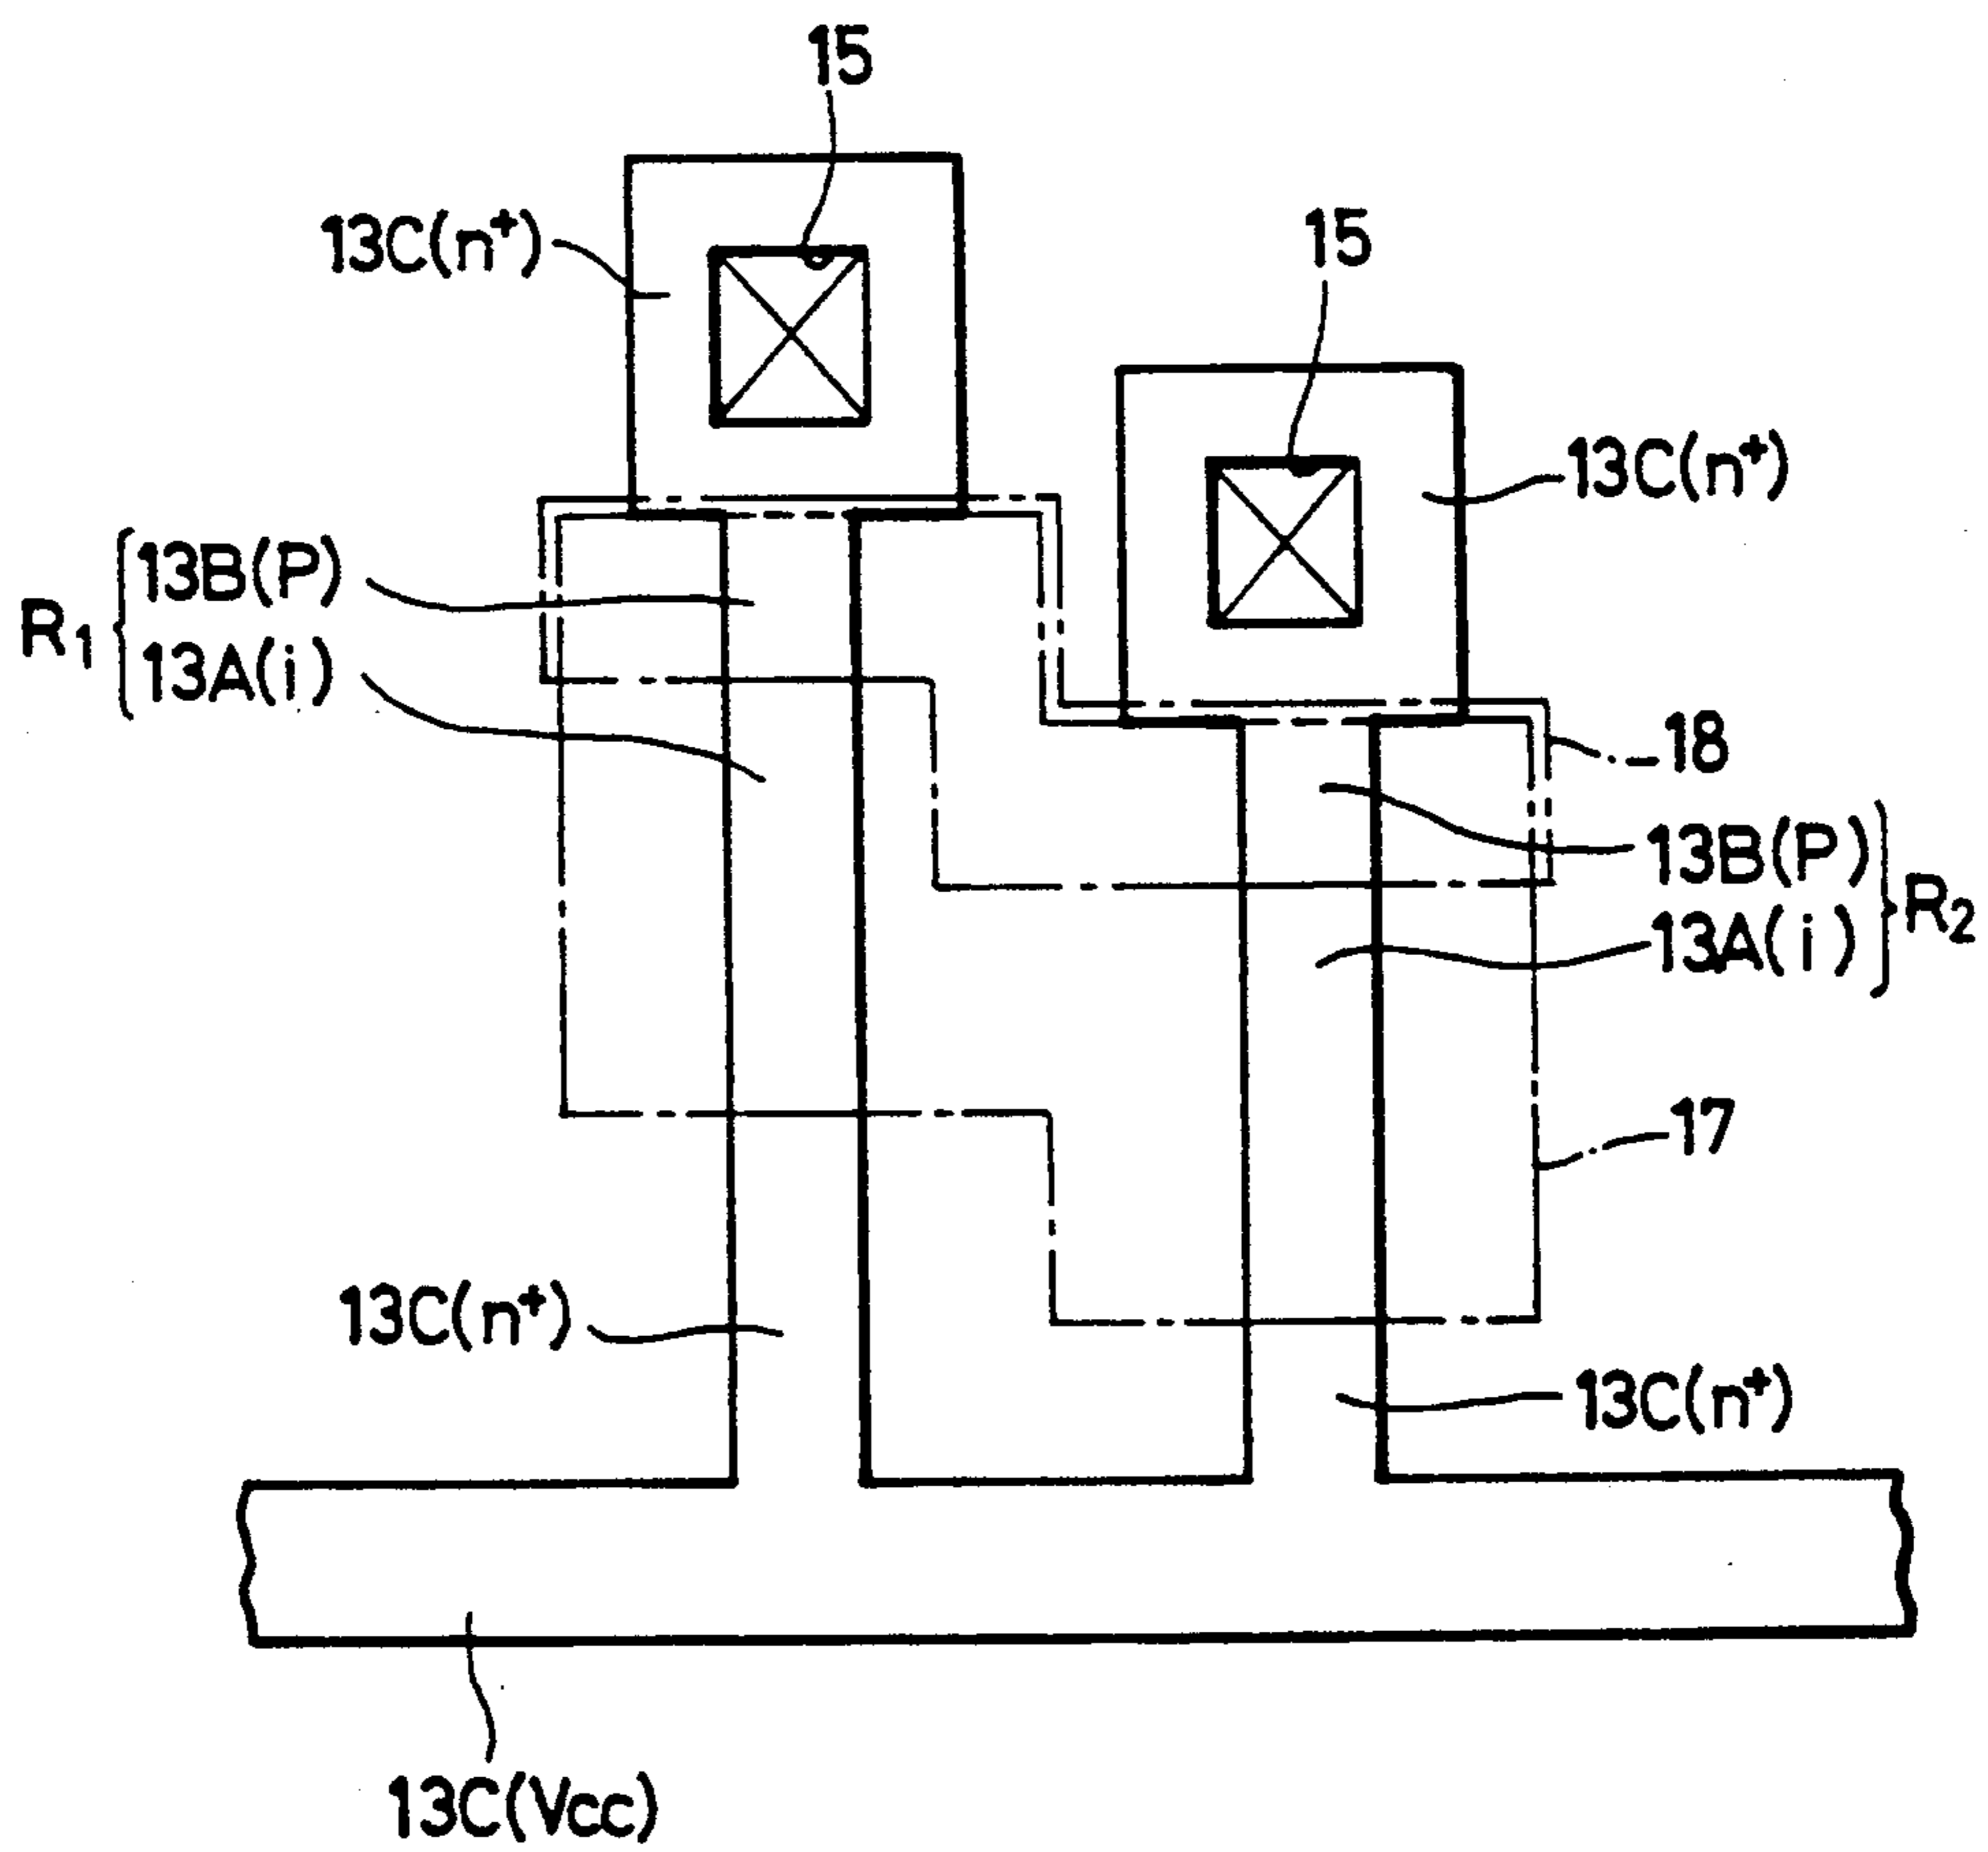 15
13C(n+)
15
13C(n+)
R1 { 13B(P)
13A(i)
18
13B(P) } R2
13A(i)
17
13C(n+)
13C(n+)
13C(Vcc)